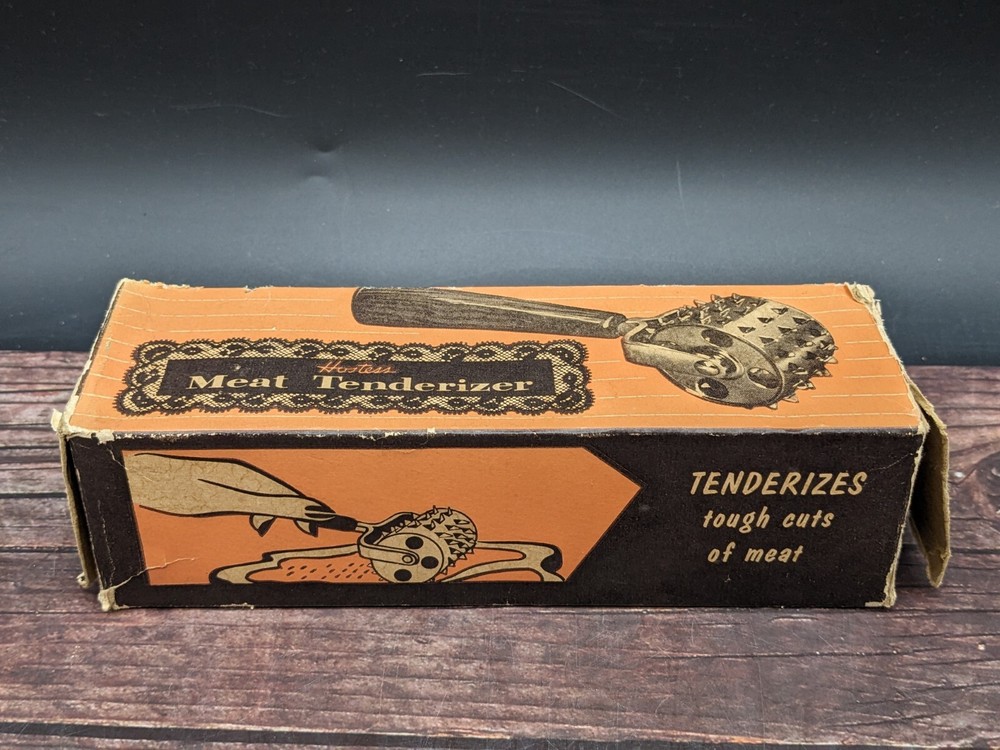 Hostess
Meat Tenderizer
TENDERIZES
tough cuts
of meat